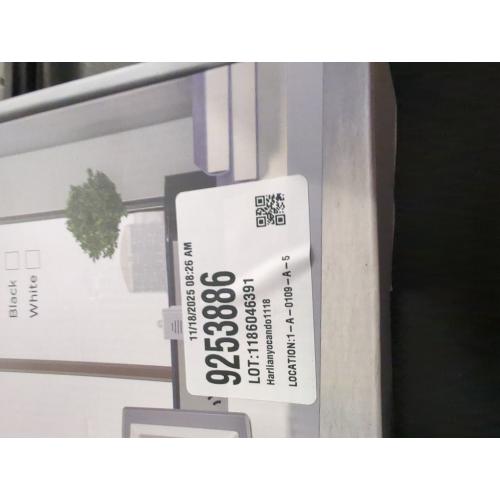 Black
White
11/18/2025 08:26 AM
9253886
LOT:1186046391
Harlianyocando1118
LOCATION:1-A-0109-A-5